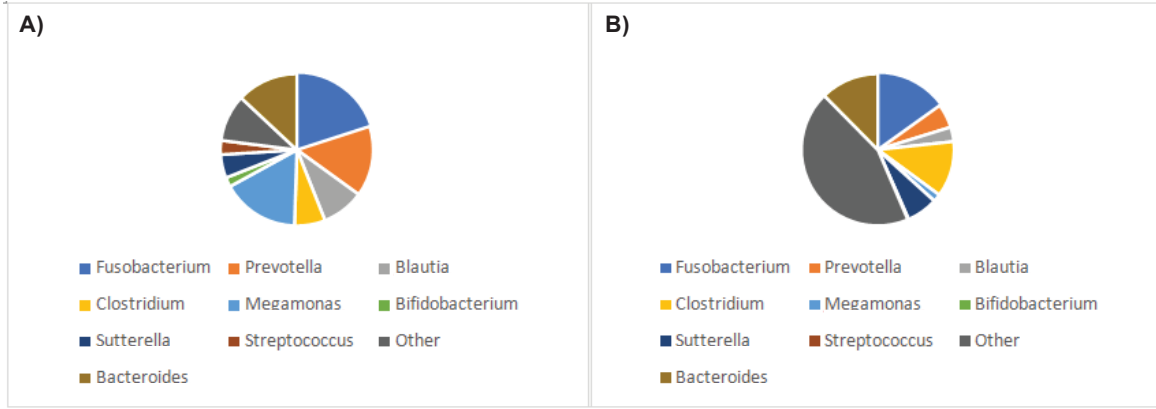 A)
Fusobacterium Prevotella Blautia
Clostridium Megamonas Bifidobacterium
Sutterella Streptococcus Other
Bacteroides
B)
Fusobacterium Prevotella Blautia
Clostridium Megamonas Bifidobacterium
Sutterella Streptococcus Other
Bacteroides